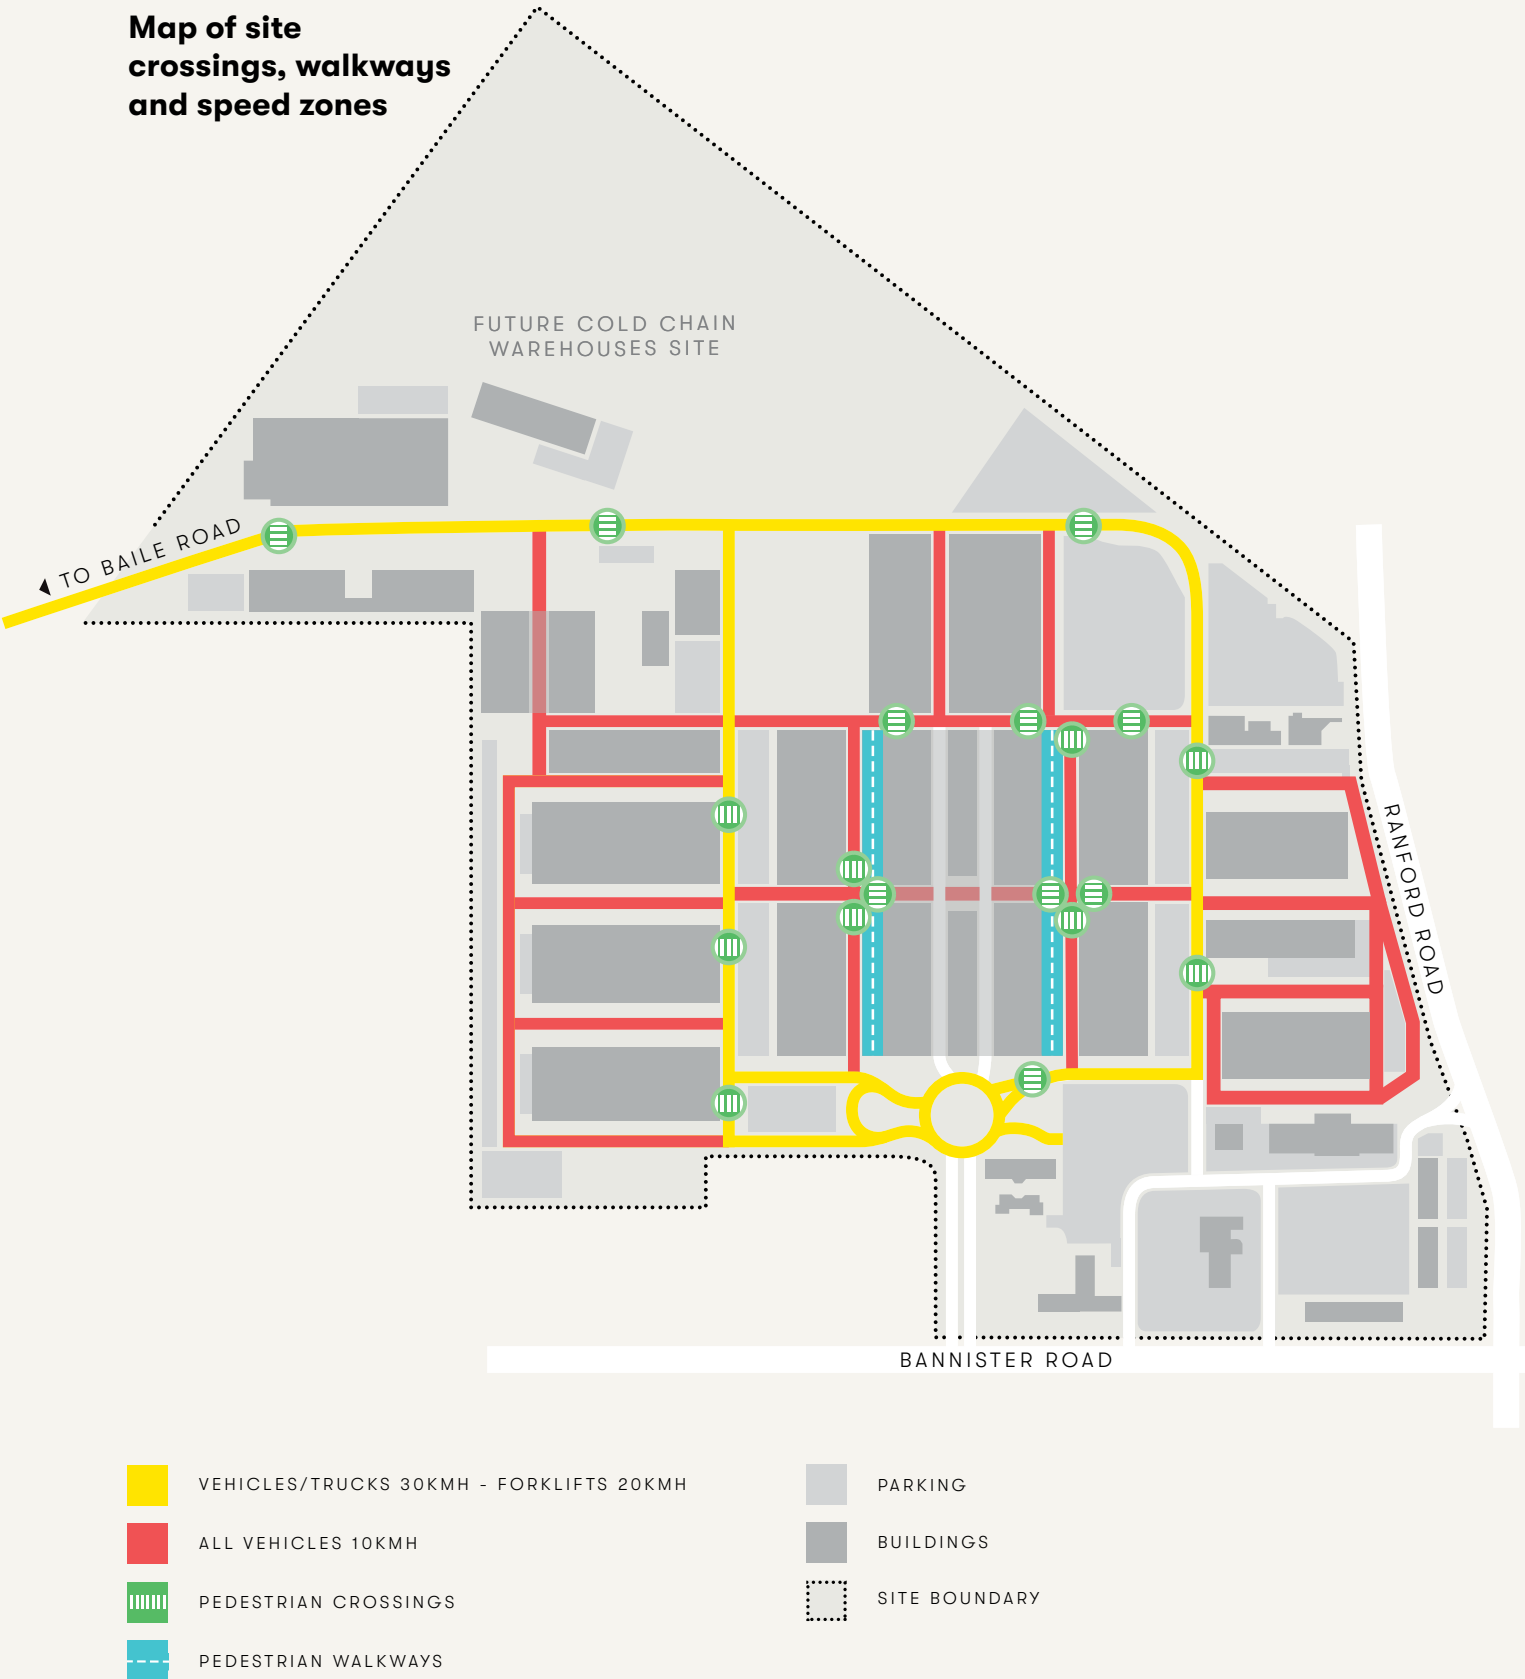 Map of site
crossings, walkways
and speed zones
FUTURE COLD CHAIN
WAREHOUSES SITE
TO BAILE ROAD
RANFORD ROAD
BANNISTER ROAD
VEHICLES/TRUCKS 30KMH - FORKLIFTS 20KMH
ALL VEHICLES 10KMH
PEDESTRIAN CROSSINGS
PEDESTRIAN WALKWAYS
PARKING
BUILDINGS
SITE BOUNDARY